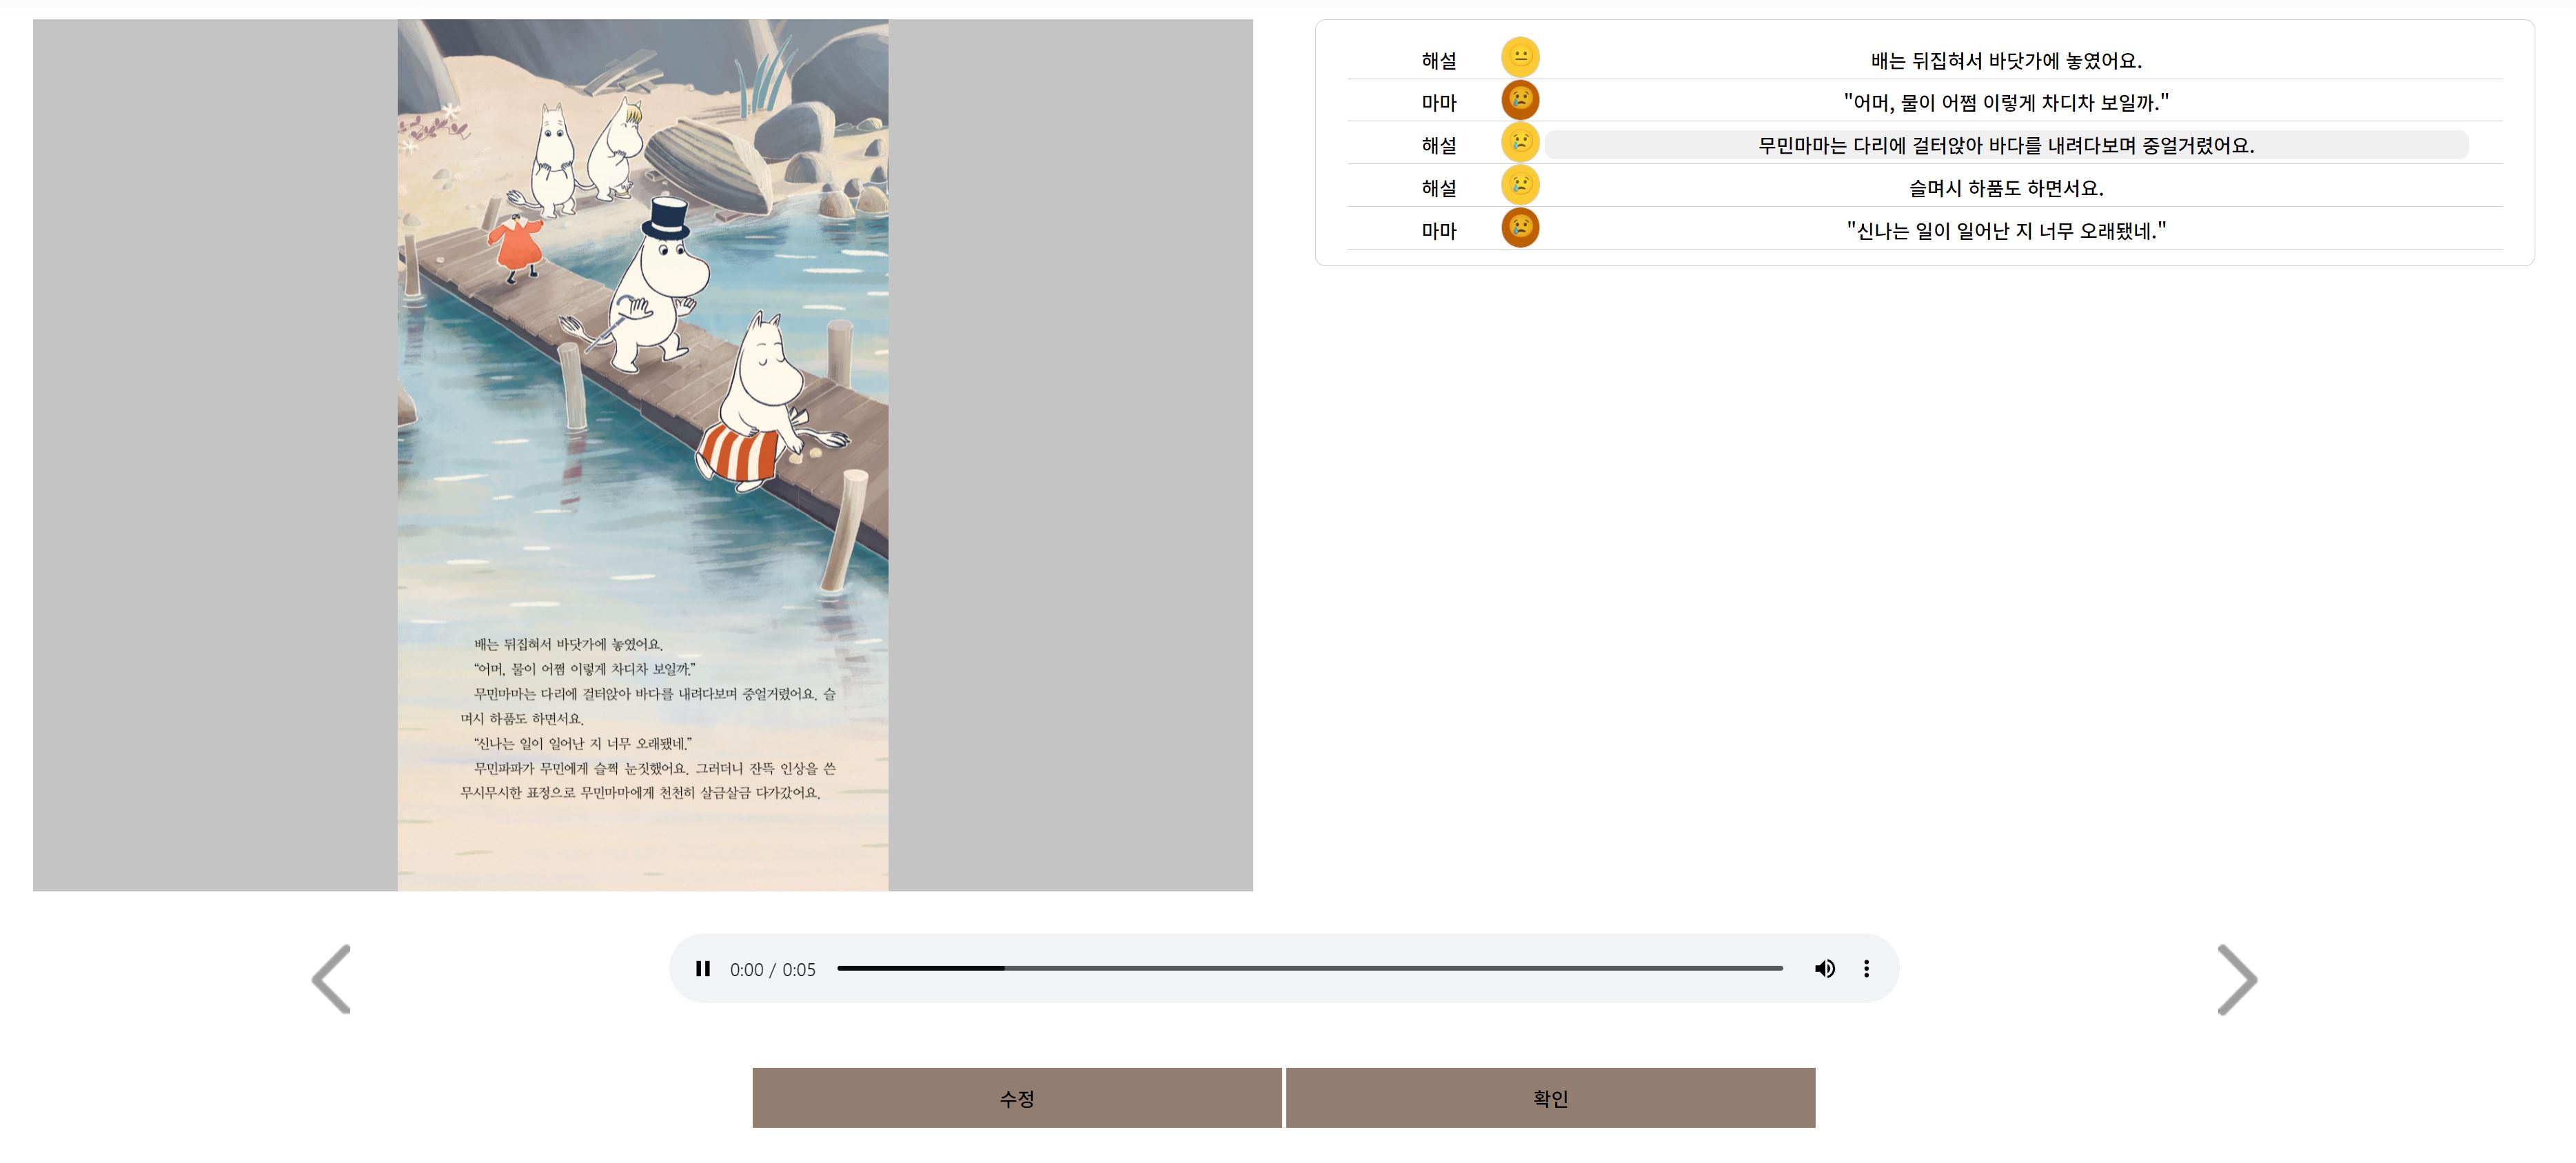 배는 뒤집혀서 바닷가에 놓였어요.
“어머, 물이 어쩜 이렇게 차디차 보일까.”
무민마마는 다리에 걸터앉아 바다를 내려다보며 중얼거렸어요. 슬
며시 하품도 하면서요.
“신나는 일이 일어난 지 너무 오래됐네.”
무민파파가 무민에게 슬쩍 눈짓했어요. 그러더니 잔뜩 인상을 쓴
무시무시한 표정으로 무민마마에게 천천히 살금살금 다가갔어요.
해설 배는 뒤집혀서 바닷가에 놓였어요.
마마 "어머, 물이 어쩜 이렇게 차디차 보일까."
해설 무민마마는 다리에 걸터앉아 바다를 내려다보며 중얼거렸어요.
해설 슬며시 하품도 하면서요.
마마 "신나는 일이 일어난 지 너무 오래됐네."
0:00 / 0:05
수정 확인